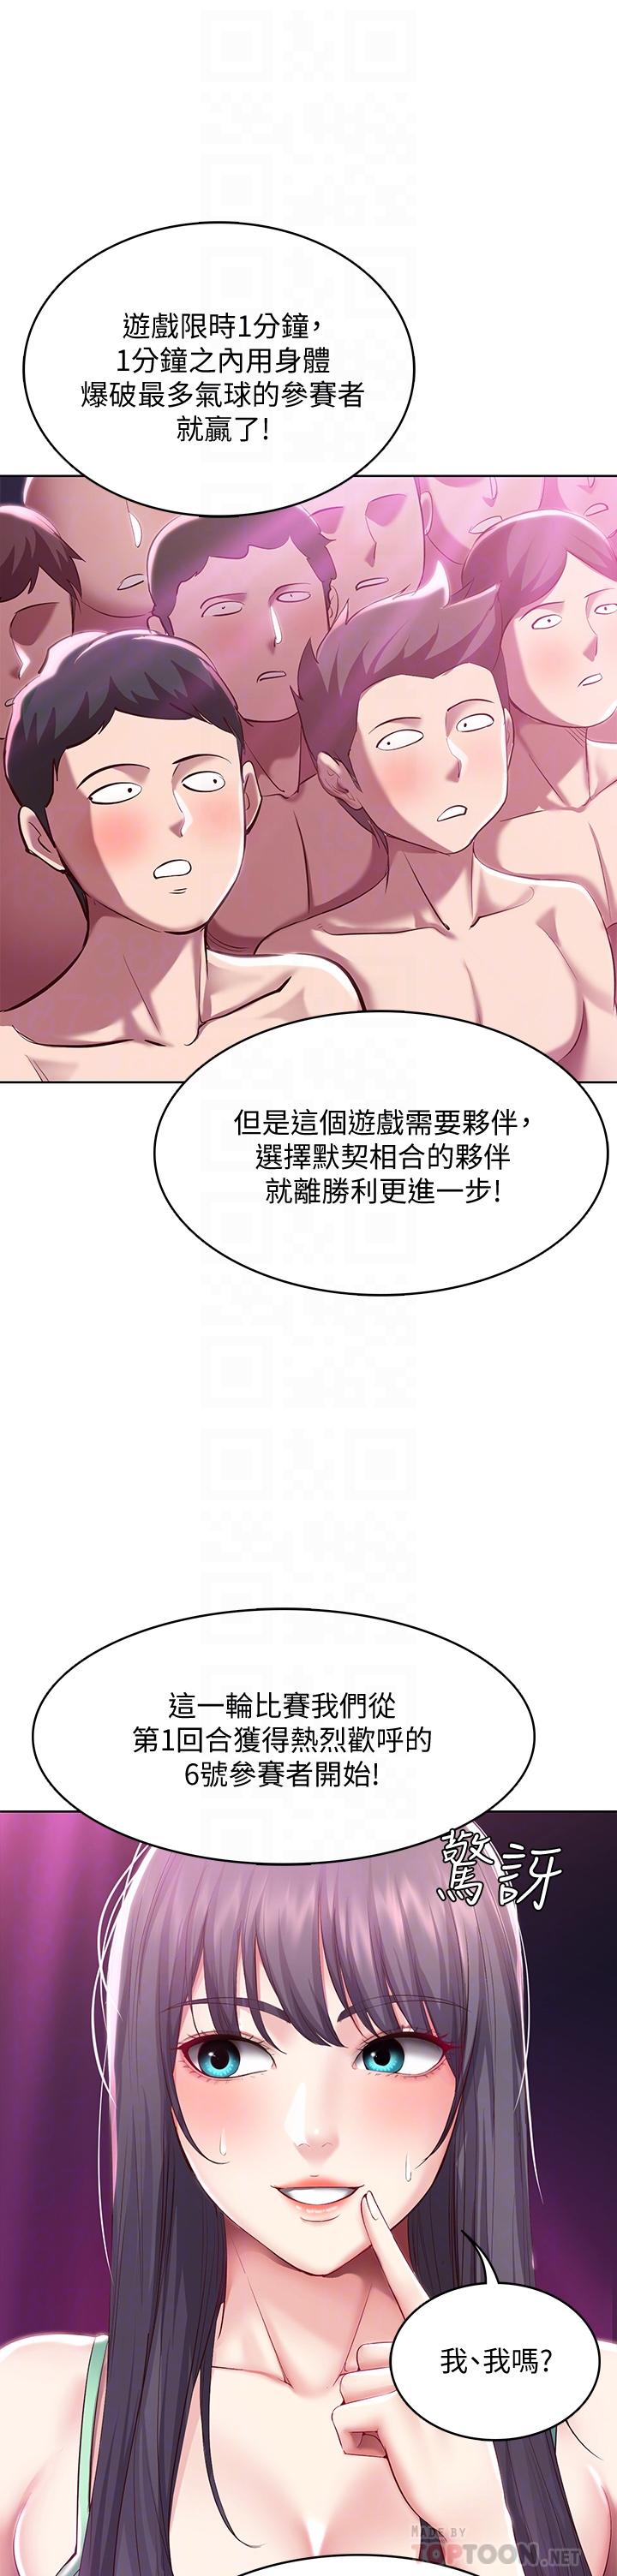 遊戲限時1分鐘，
1分鐘之內用身體
爆破最多氣球的參賽者
就贏了!
但是這個遊戲需要夥伴，
選擇默契相合的夥伴
就離勝利更進一步!
這一輪比賽我們從
第1回合獲得熱烈歡呼的
6號參賽者開始!
驚訝
我、我嗎?
MADE BY
TOPTOON.NET